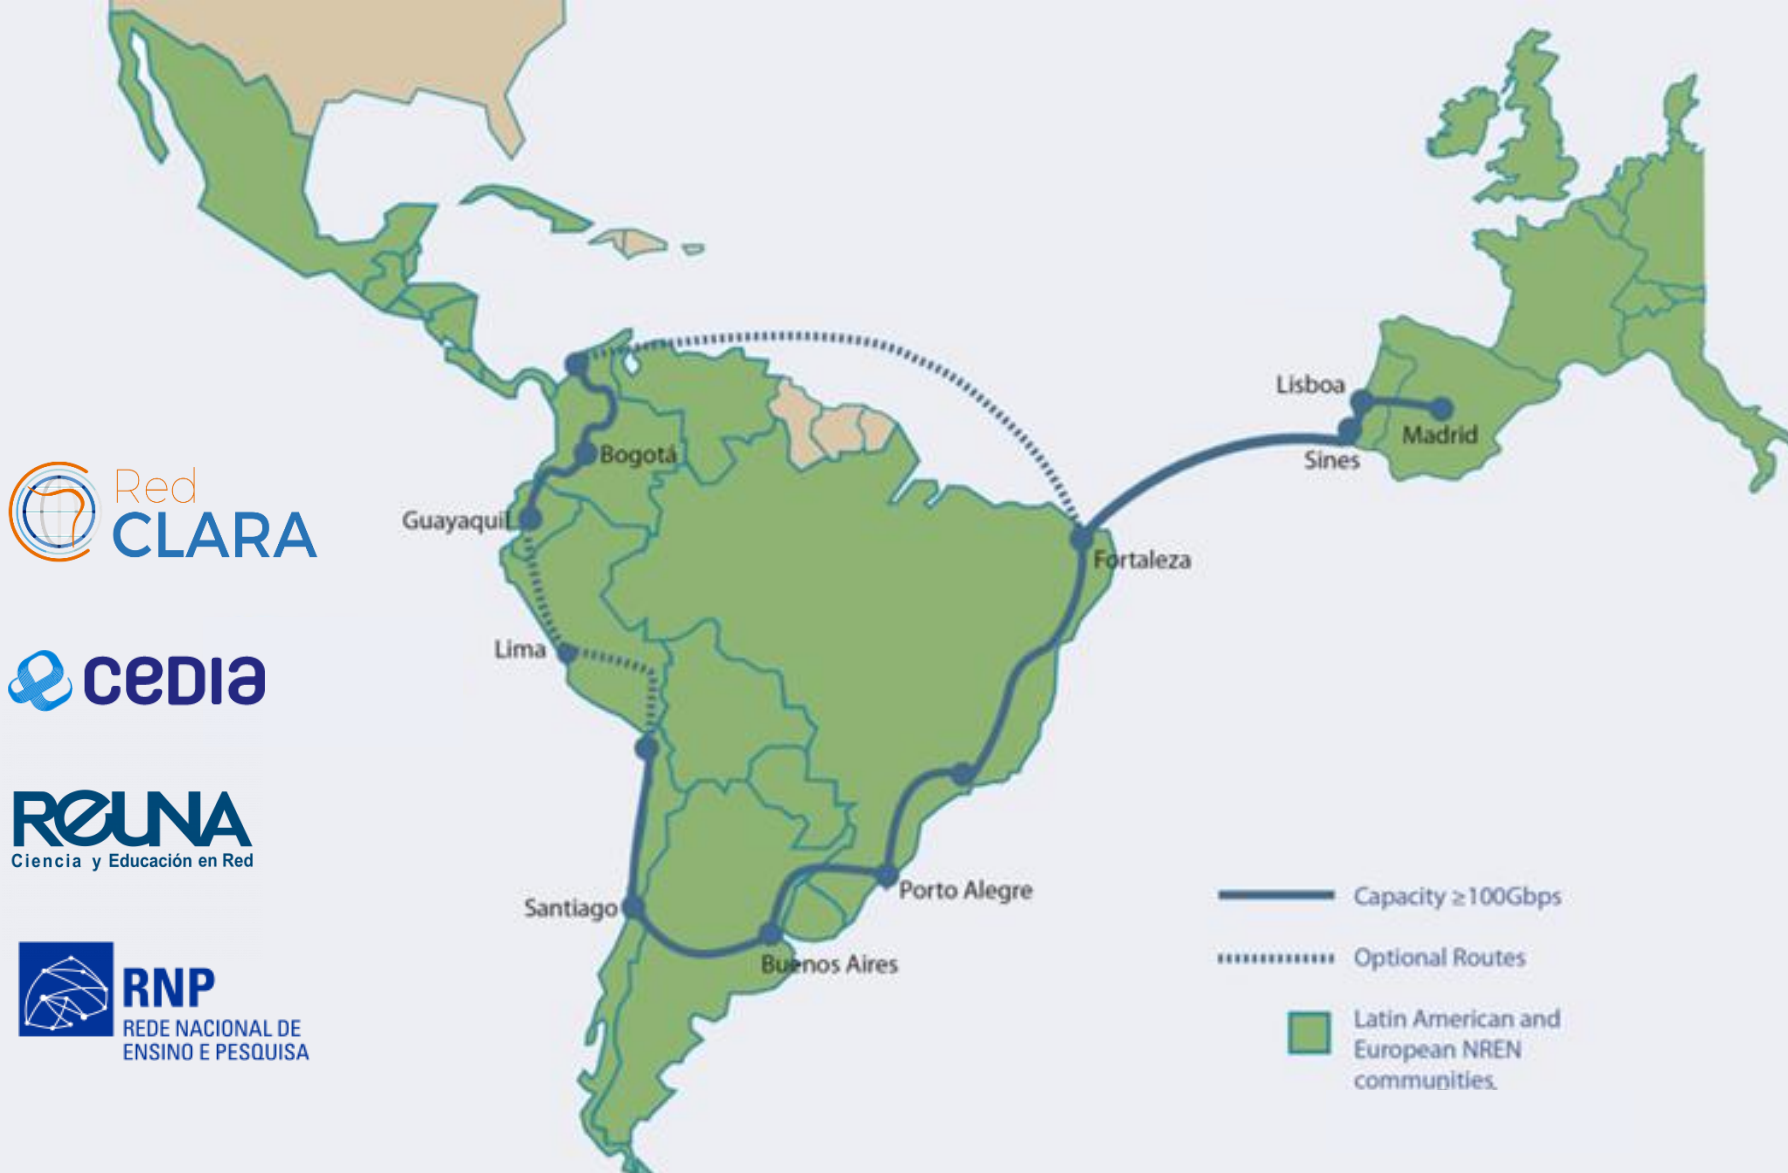 Red
CLARA
cedia
REUNA
Ciencia y Educación en Red
RNP
REDE NACIONAL DE
ENSINO E PESQUISA
Bogotá
Guayaquil
Lima
Santiago
Buenos Aires
Porto Alegre
Fortaleza
Lisboa
Madrid
Sines
Capacity ≥100Gbps
Optional Routes
Latin American and
European NREN
communities.